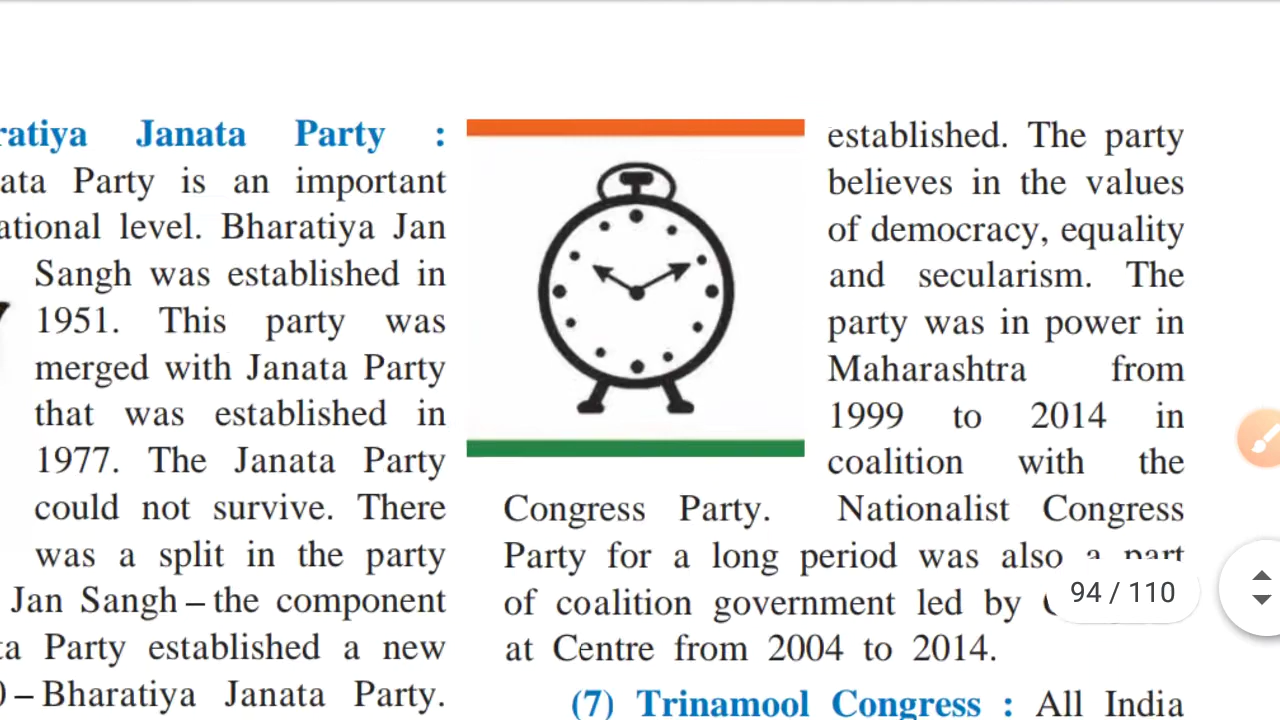 Janata Party :
Party is an important
level. Bharatiya Jan
Sangh was established in
1951. This party was
merged with Janata Party
that was established in
1977. The Janata Party
could not survive. There
was a split in the party
Jan Sangh – the component
Party established a new
– Bharatiya Janata Party.
established. The party
believes in the values
of democracy, equality
and secularism. The
party was in power in
Maharashtra from
1999 to 2014 in
coalition with the
Congress Party. Nationalist Congress
Party for a long period was also a part
of coalition government led by
at Centre from 2004 to 2014.
(7) Trinamool Congress : All India
94 / 110